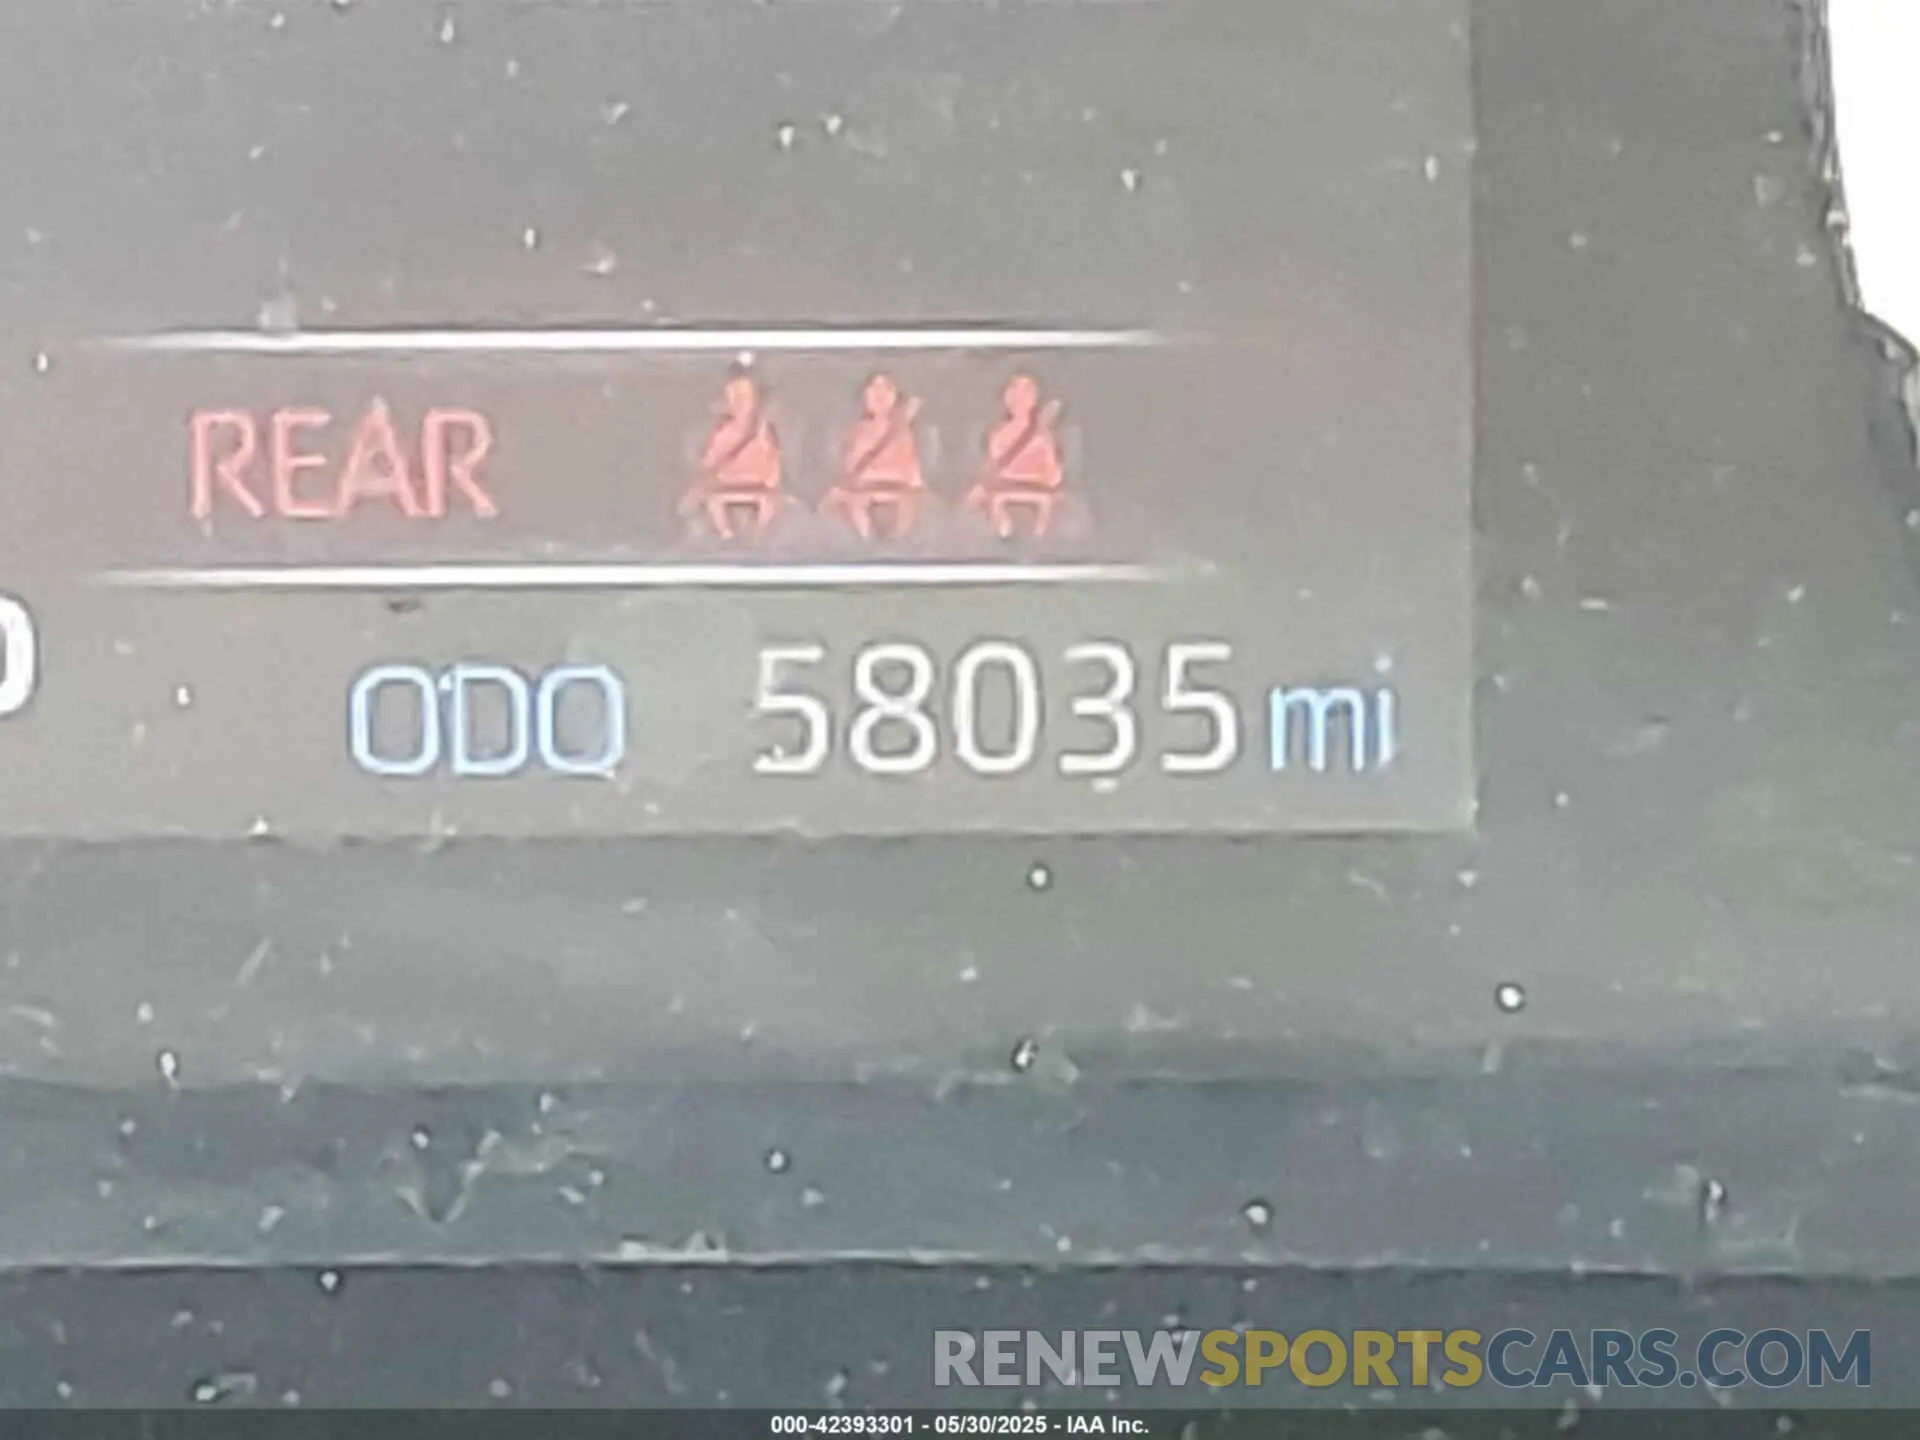 REAR
ODO 58035 mi
RENEWSPORTSCARS.COM
000-42393301 - 05/30/2025 - IAA Inc.